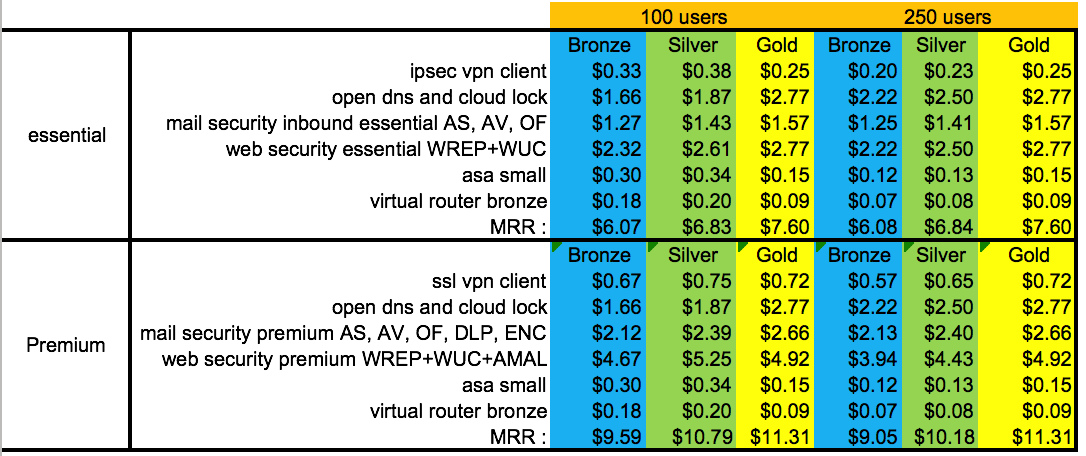 100 users 250 users
Bronze Silver Gold Bronze Silver Gold
ipsec vpn client $0.33 $0.38 $0.25 $0.20 $0.23 $0.25
open dns and cloud lock $1.66 $1.87 $2.77 $2.22 $2.50 $2.77
essential mail security inbound essential AS, AV, OF $1.27 $1.43 $1.57 $1.25 $1.41 $1.57
web security essential WREP+WUC $2.32 $2.61 $2.77 $2.22 $2.50 $2.77
asa small $0.30 $0.34 $0.15 $0.12 $0.13 $0.15
virtual router bronze $0.18 $0.20 $0.09 $0.07 $0.08 $0.09
MRR : $6.07 $6.83 $7.60 $6.08 $6.84 $7.60
Bronze Silver Gold Bronze Silver Gold
ssl vpn client $0.67 $0.75 $0.72 $0.57 $0.65 $0.72
open dns and cloud lock $1.66 $1.87 $2.77 $2.22 $2.50 $2.77
Premium mail security premium AS, AV, OF, DLP, ENC $2.12 $2.39 $2.66 $2.13 $2.40 $2.66
web security premium WREP+WUC+AMAL $4.67 $5.25 $4.92 $3.94 $4.43 $4.92
asa small $0.30 $0.34 $0.15 $0.12 $0.13 $0.15
virtual router bronze $0.18 $0.20 $0.09 $0.07 $0.08 $0.09
MRR : $9.59 $10.79 $11.31 $9.05 $10.18 $11.31